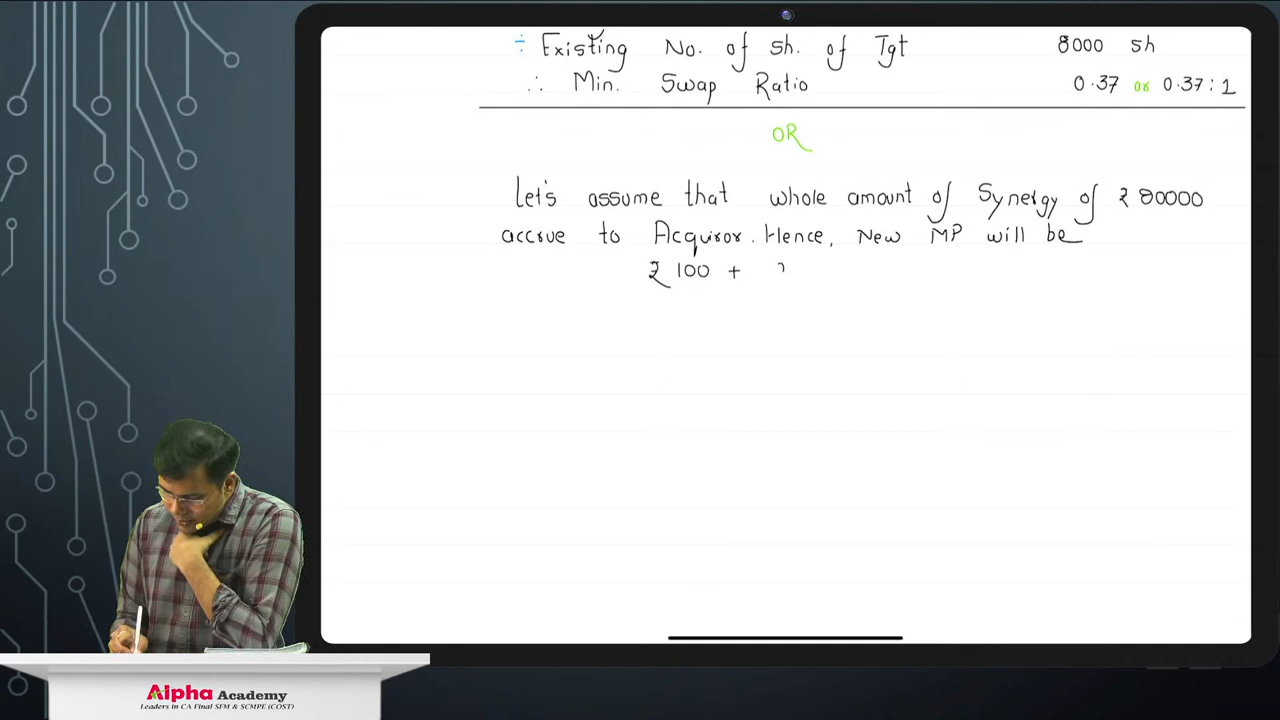 ÷ Existing No. of sh. of Tgt 8000 sh
∴ Min. Swap Ratio 0.37 or 0.37:1
OR
Let's assume that whole amount of Synergy of ₹ 80000
accrue to Acquiror. Hence, New MP will be
₹ 100 +
Alpha Academy
Leaders in CA Final SFM & SCMPE (COST)